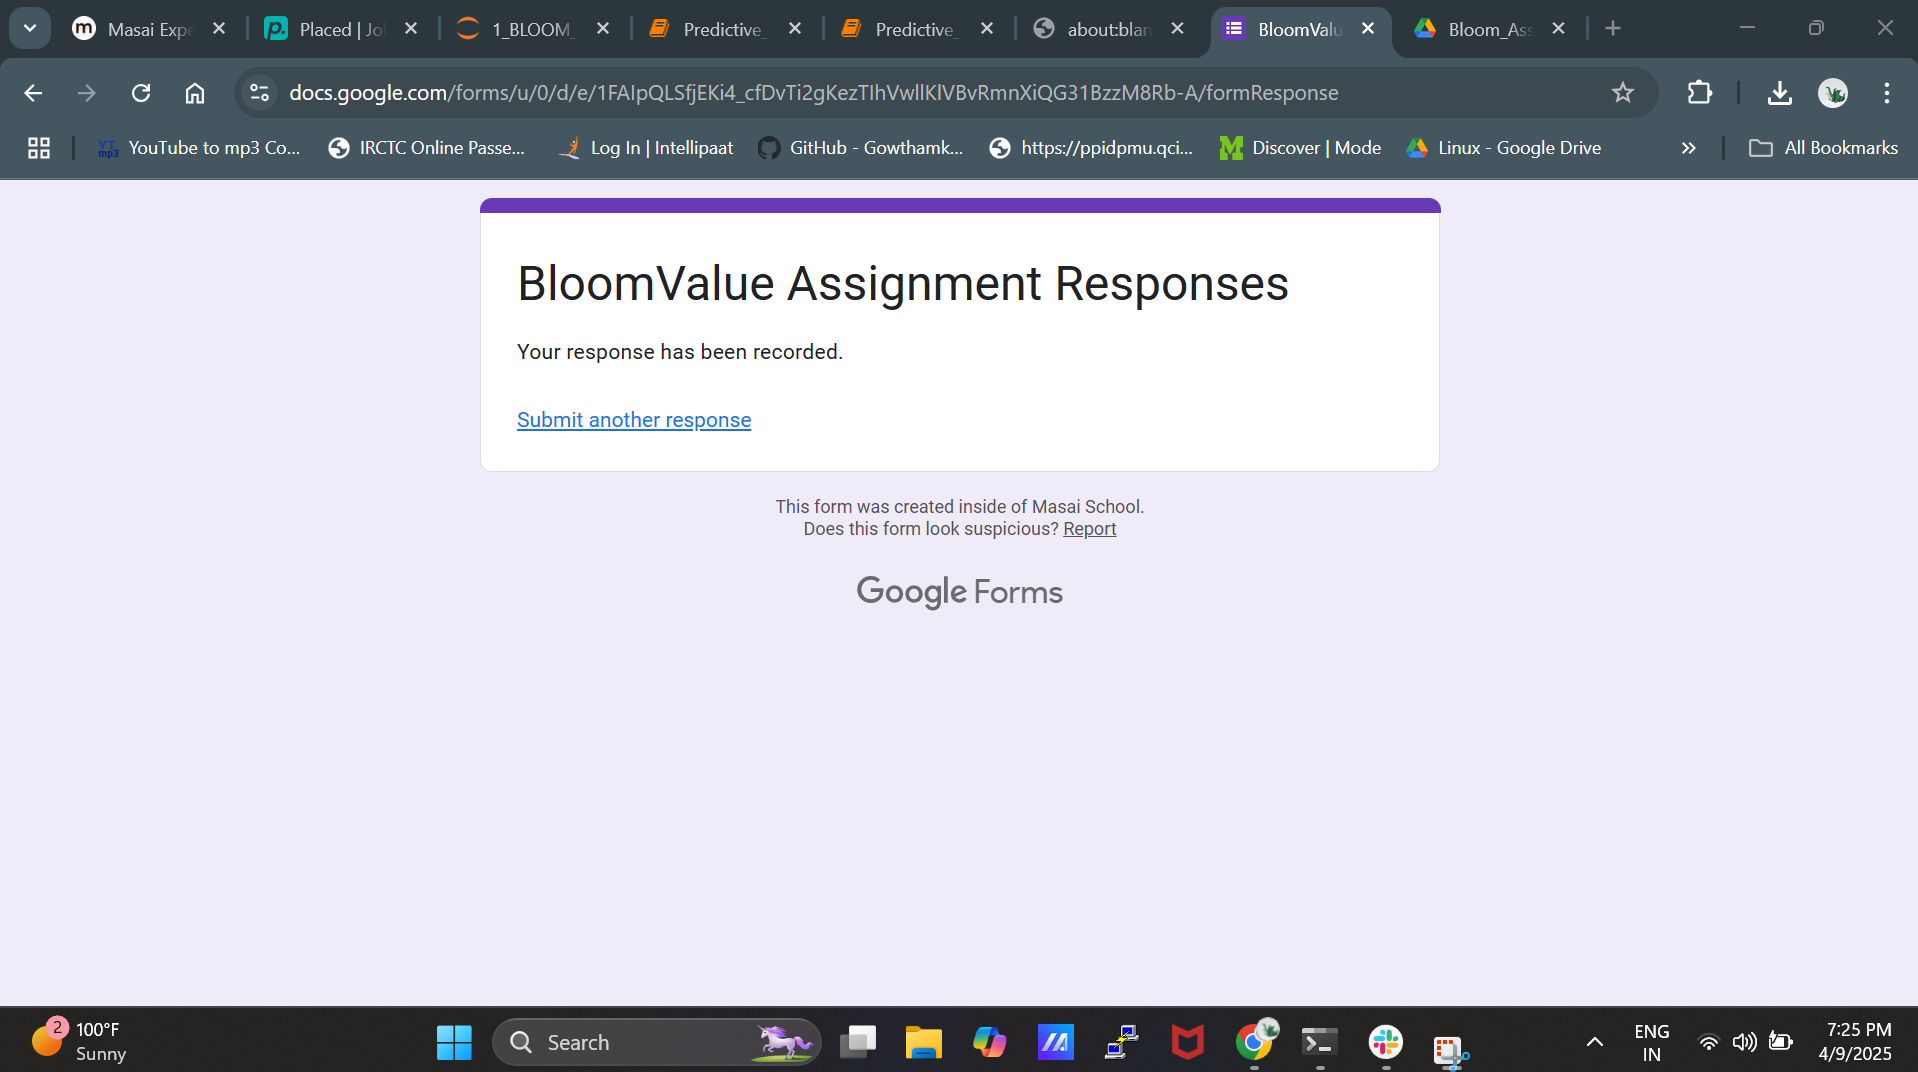 Masai Expe
Placed | Jo
1_BLOOM_
Predictive_
Predictive_
about:blan
BloomValu
Bloom_Ass
docs.google.com/forms/u/0/d/e/1FAIpQLSfjEKi4_cfDvTi2gKezTIhVwllKlVBvRmnXiQG31BzzM8Rb-A/formResponse
YouTube to mp3 Co...
IRCTC Online Passe...
Log In | Intellipaat
GitHub - Gowthamk...
https://ppidpmu.qci...
Discover | Mode
Linux - Google Drive
All Bookmarks
BloomValue Assignment Responses
Your response has been recorded.
Submit another response
This form was created inside of Masai School.
Does this form look suspicious? Report
Google Forms
2
100°F
Sunny
Search
ENG
IN
7:25 PM
4/9/2025